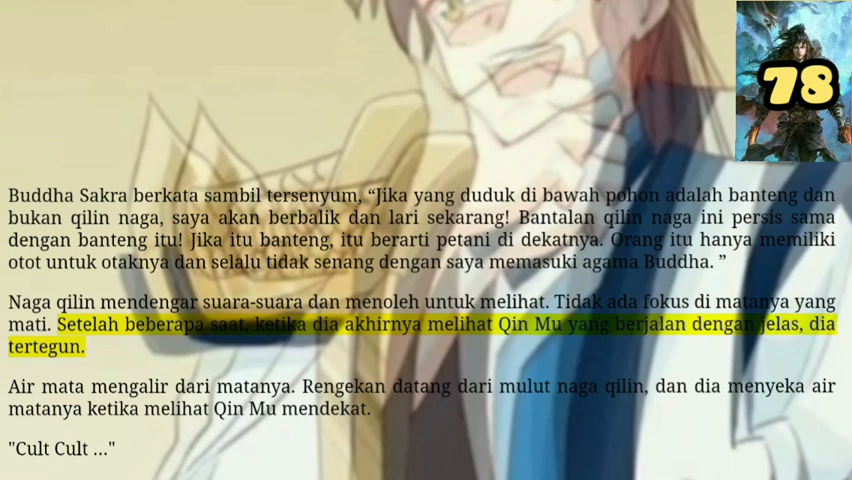 78
Buddha Sakra berkata sambil tersenyum, “Jika yang duduk di bawah pohon adalah banteng dan
bukan qilin naga, saya akan berbalik dan lari sekarang! Bantalan qilin naga ini persis sama
dengan banteng itu! Jika itu banteng, itu berarti petani di dekatnya. Orang itu hanya memiliki
otot untuk otaknya dan selalu tidak senang dengan saya memasuki agama Buddha. ”
Naga qilin mendengar suara-suara dan menoleh untuk melihat. Tidak ada fokus di matanya yang
mati. Setelah beberapa saat, ketika dia akhirnya melihat Qin Mu yang berjalan dengan jelas, dia
tertegun.
Air mata mengalir dari matanya. Rengekan datang dari mulut naga qilin, dan dia menyeka air
matanya ketika melihat Qin Mu mendekat.
"Cult Cult ..."